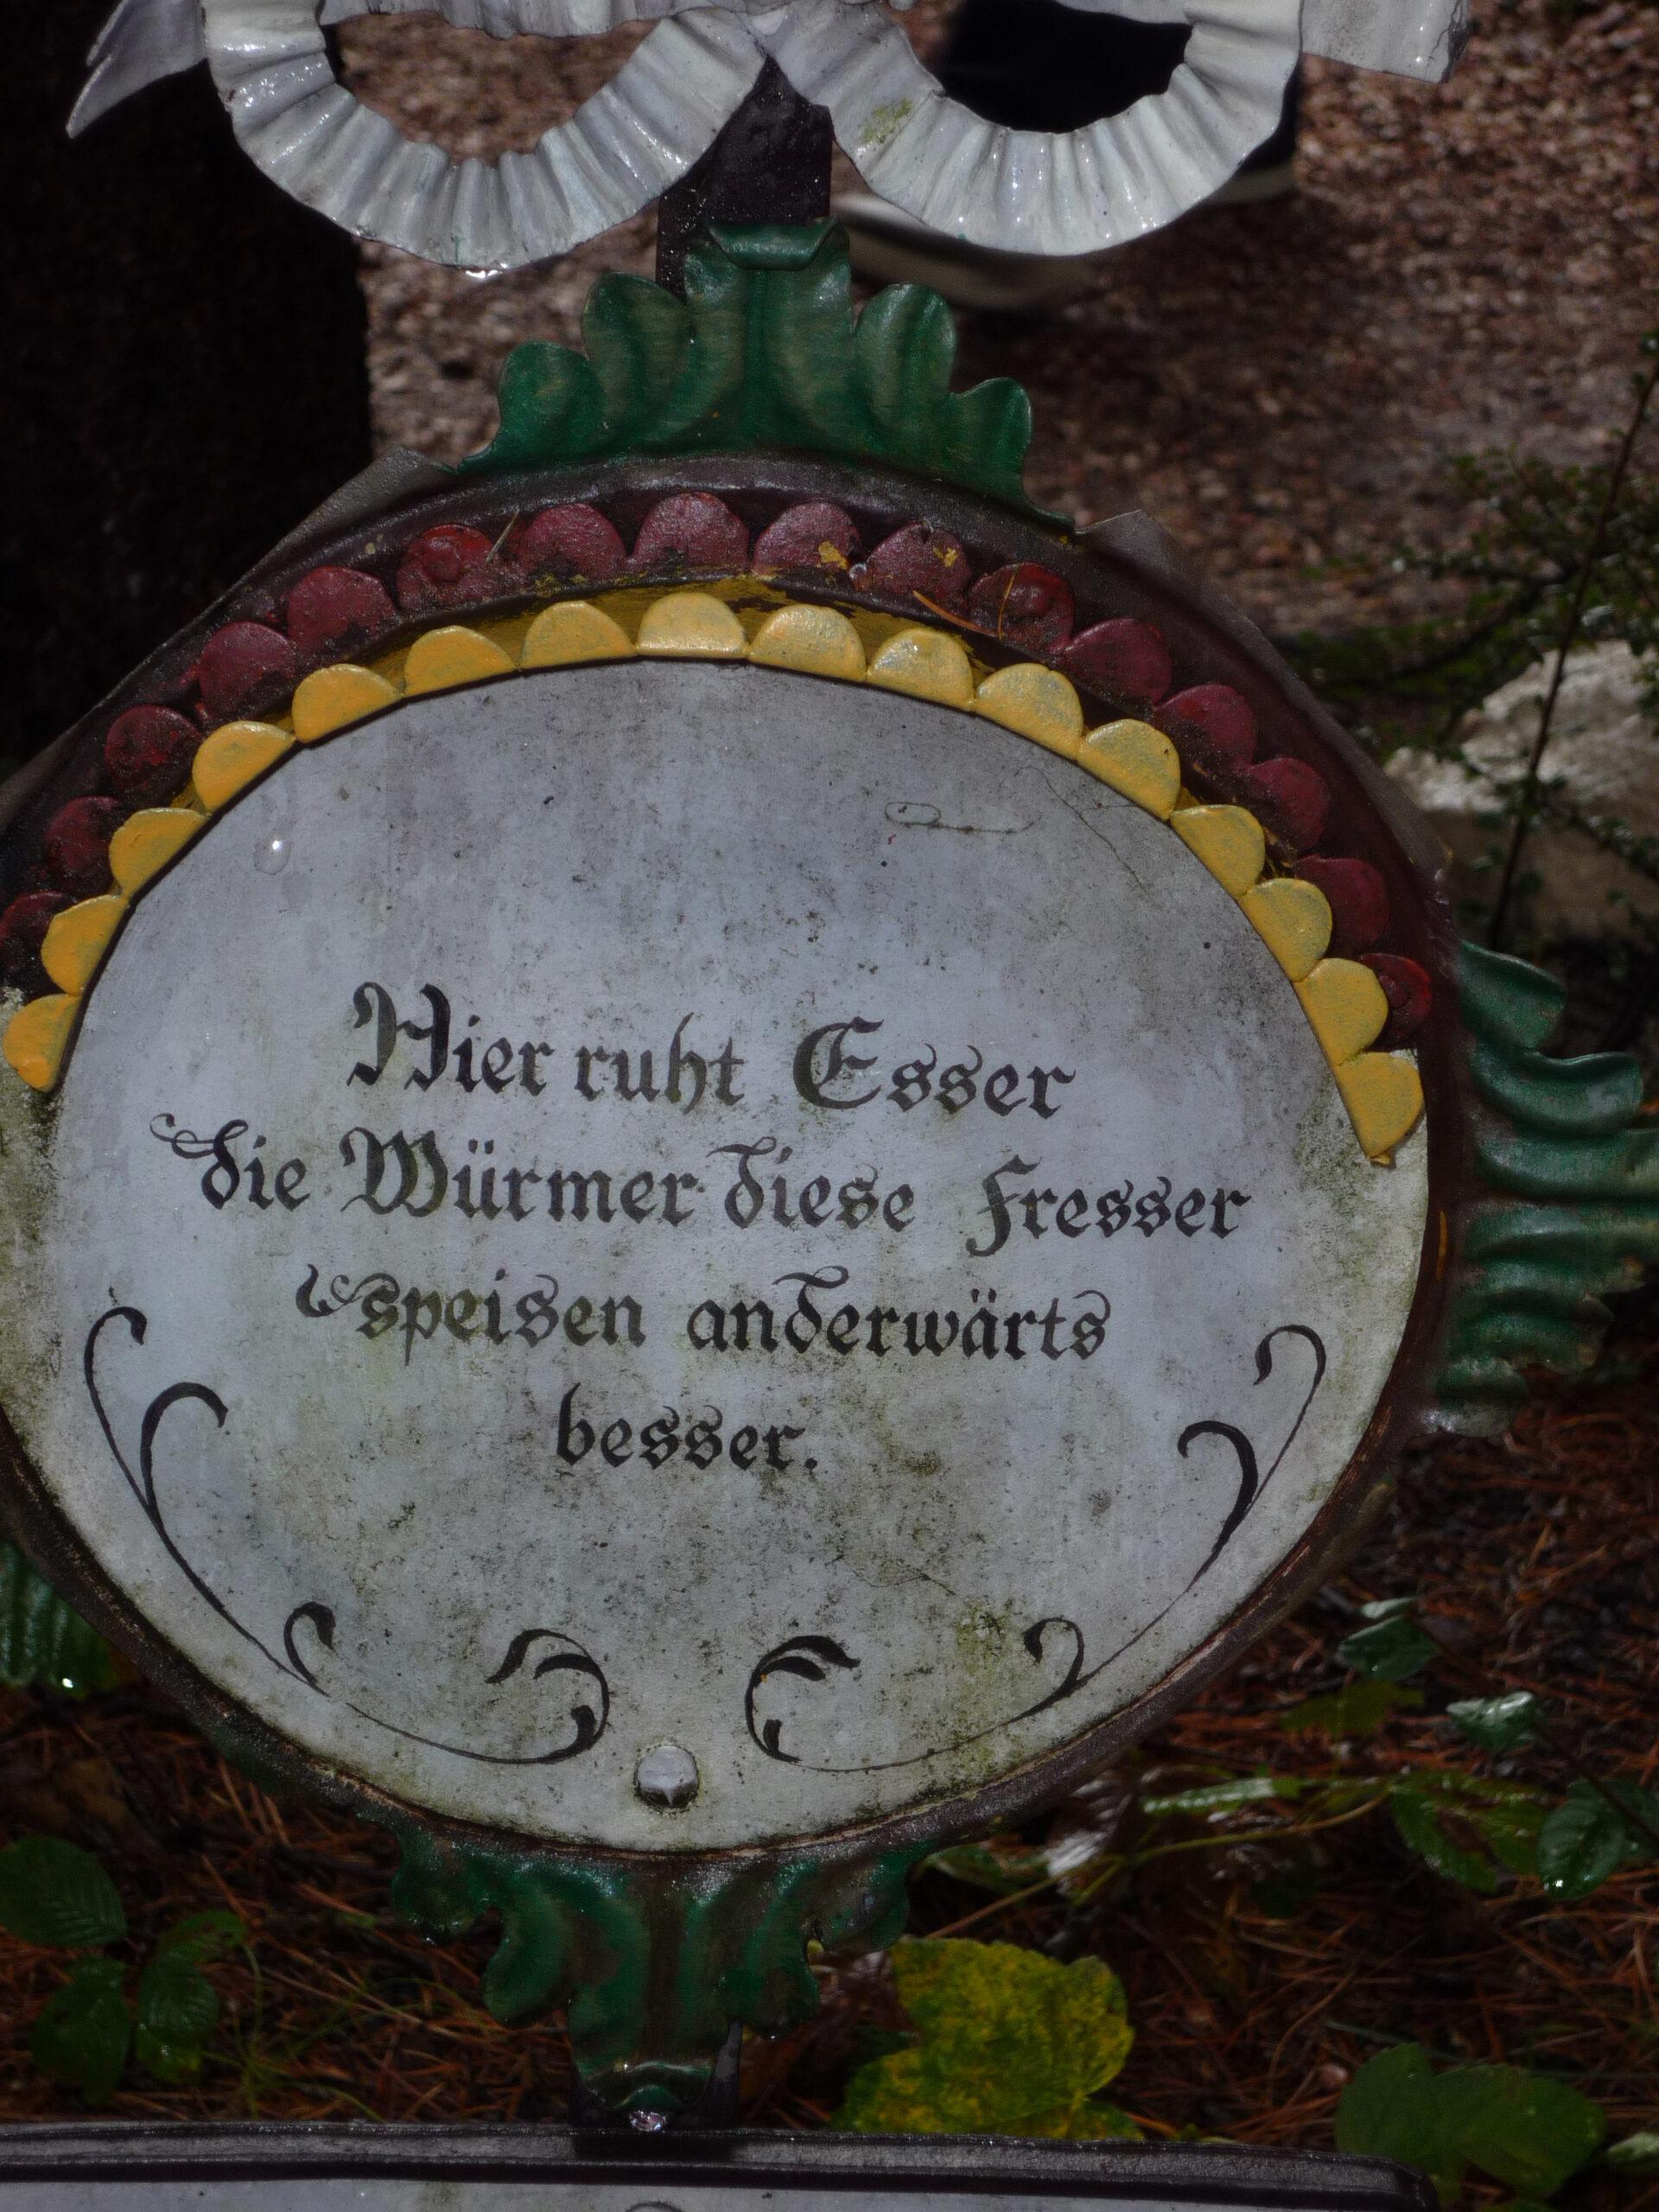 Hier ruht Esser
die Würmer diese Fresser
speisen anderwärts
besser.